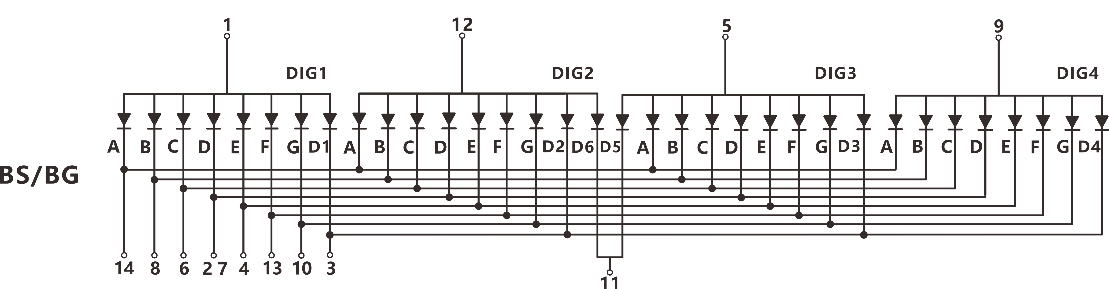 1 12 5 9
DIG1 DIG2 DIG3 DIG4
A B C D E F G D1 A B C D E F G D2 D6 D5 A B C D E F G D3 A B C D E F G D4
BS/BG
14 8 6 2 7 4 13 10 3
11